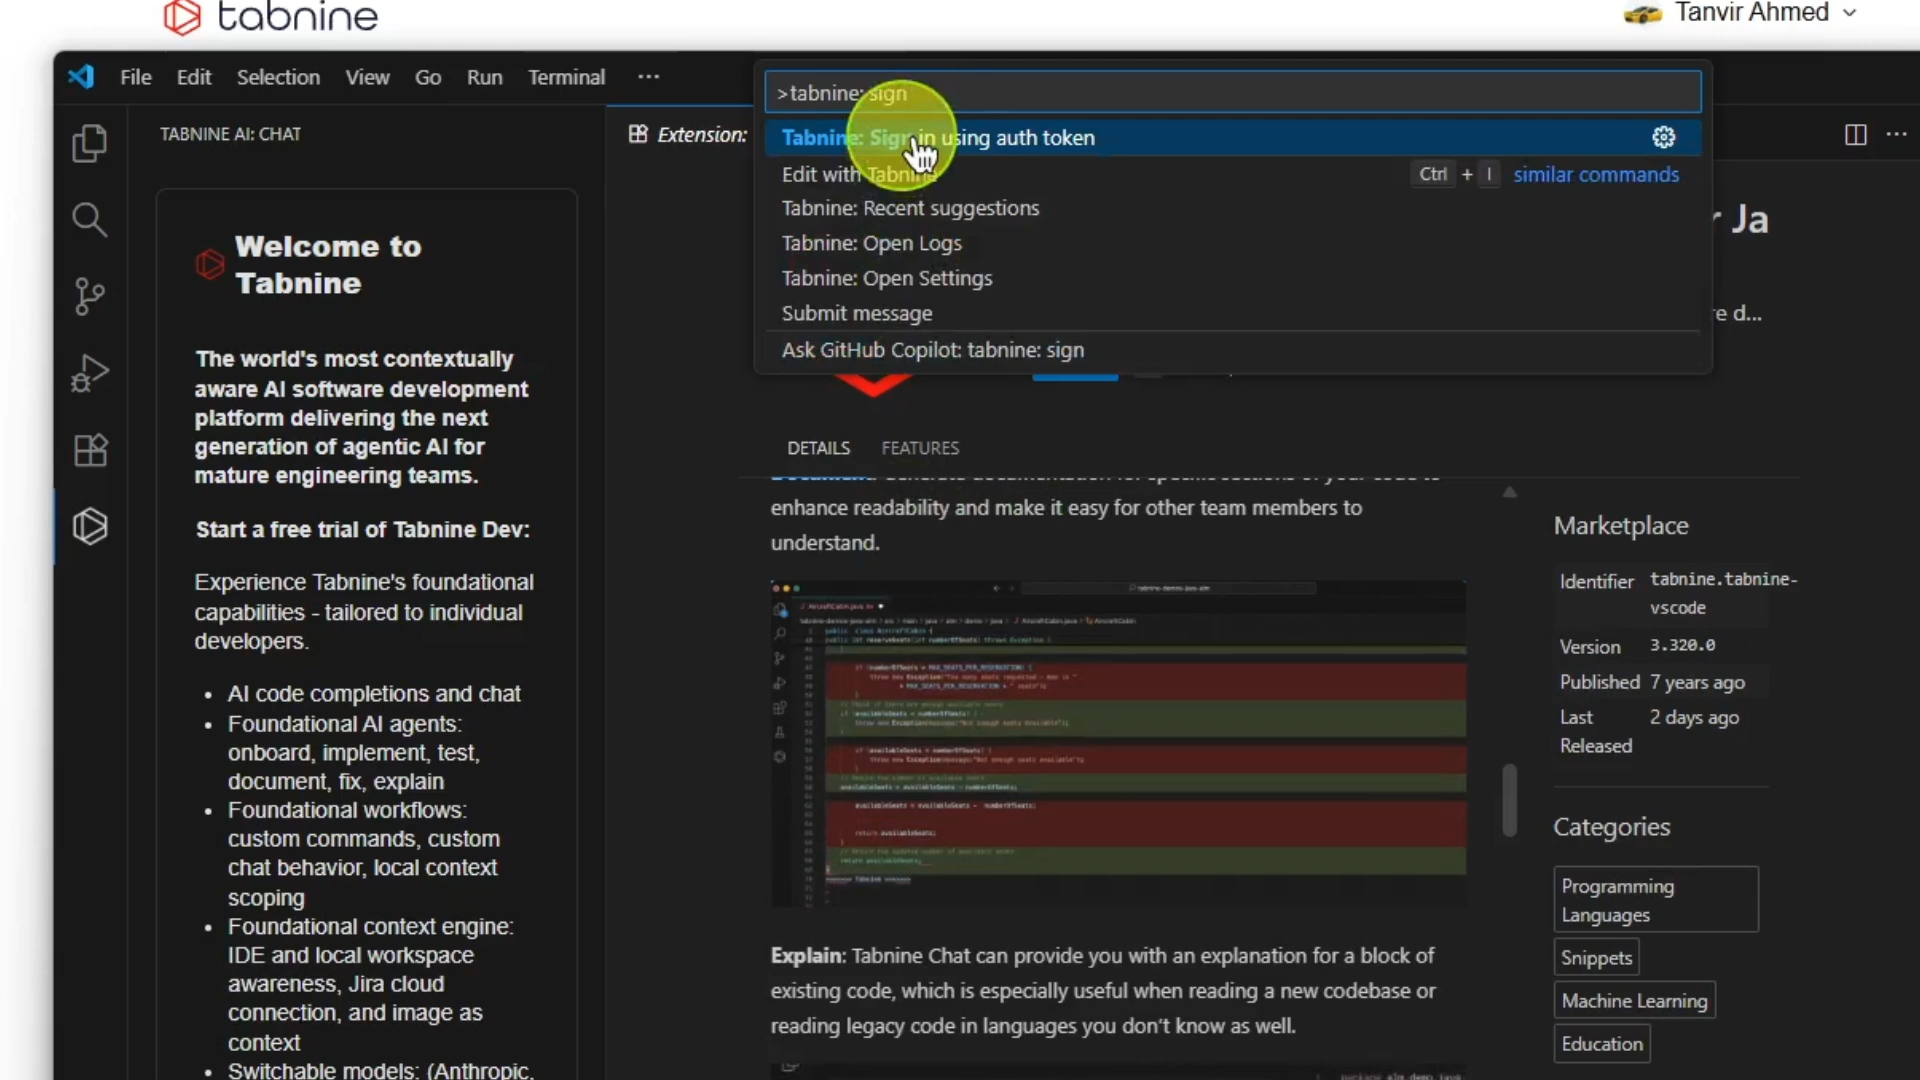 tabnine
Tanvir Ahmed
File Edit Selection View Go Run Terminal ···
>tabnine: sign
TABNINE AI: CHAT
Extension:
Tabnine: Sign in using auth token
Edit with Tabnine
Ctrl + I similar commands
Tabnine: Recent suggestions
Tabnine: Open Logs
Tabnine: Open Settings
Submit message
Ask GitHub Copilot: tabnine: sign
r Ja
e d...
Welcome to
Tabnine
The world's most contextually
aware AI software development
platform delivering the next
generation of agentic AI for
mature engineering teams.
Start a free trial of Tabnine Dev:
Experience Tabnine's foundational
capabilities - tailored to individual
developers.
• AI code completions and chat
• Foundational AI agents:
onboard, implement, test,
document, fix, explain
• Foundational workflows:
custom commands, custom
chat behavior, local context
scoping
• Foundational context engine:
IDE and local workspace
awareness, Jira cloud
connection, and image as
context
• Switchable models: (Anthropic,
DETAILS FEATURES
enhance readability and make it easy for other team members to
understand.
Explain: Tabnine Chat can provide you with an explanation for a block of
existing code, which is especially useful when reading a new codebase or
reading legacy code in languages you don't know as well.
Marketplace
Identifier tabnine.tabnine-
vscode
Version 3.320.0
Published 7 years ago
Last 2 days ago
Released
Categories
Programming
Languages
Snippets
Machine Learning
Education